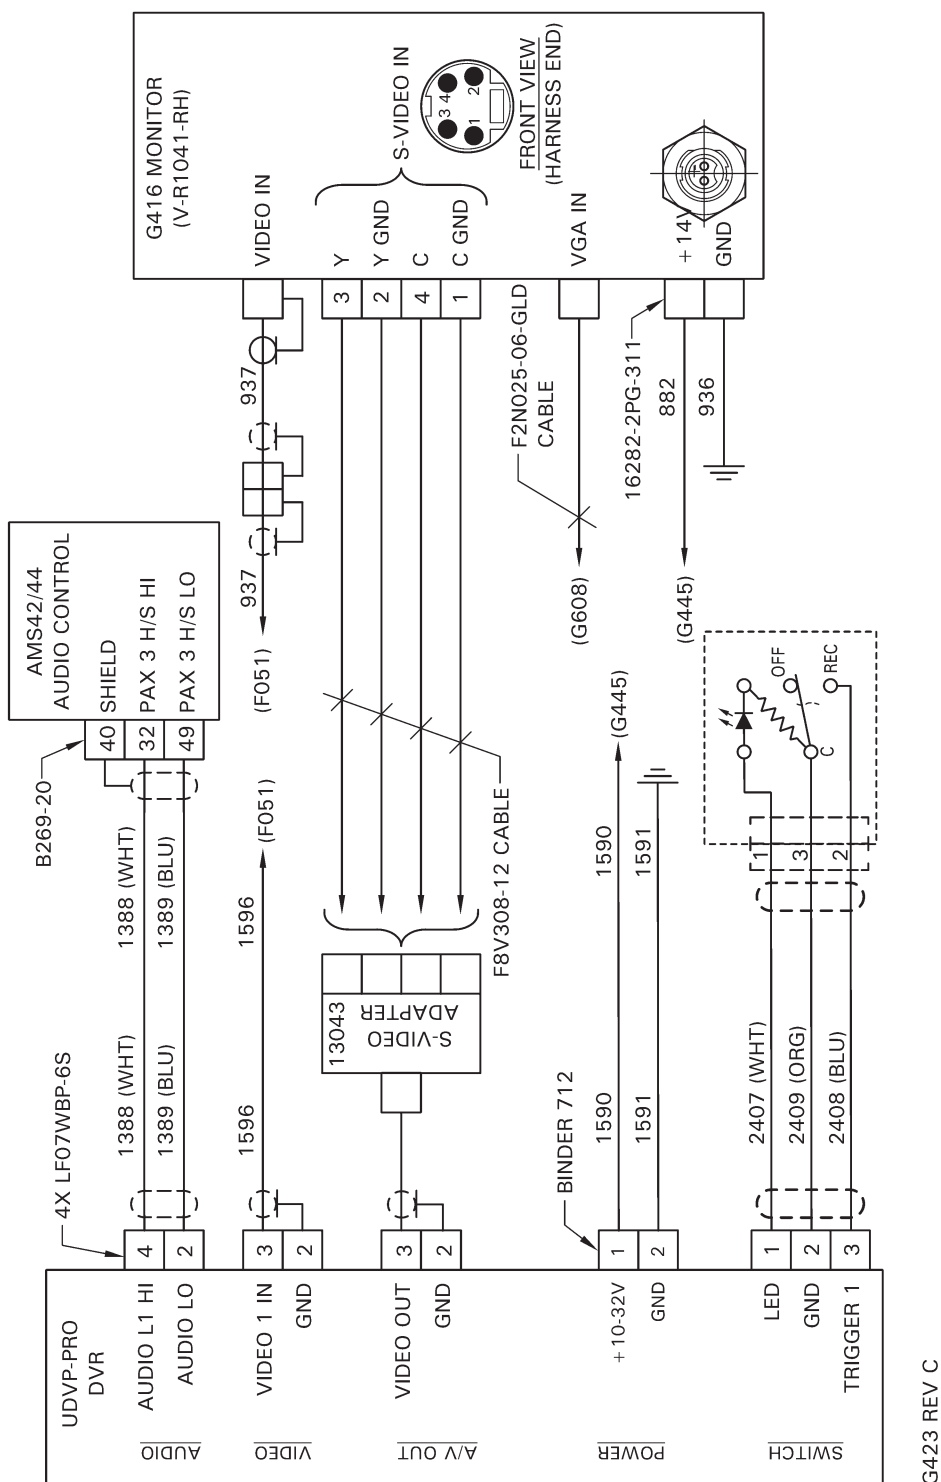 G416 MONITOR
(V-R1041-RH)
VIDEO IN
S-VIDEO IN
Y
Y GND
C
C GND
3 4
1 2
FRONT VIEW
(HARNESS END)
VGA IN
+14V
GND
+
3
2
4
1
937
F2N025-06-GLD
CABLE
16282-2PG-311
882
936
937
(F051)
(G608)
(G445)
AMS42/44
AUDIO CONTROL
SHIELD
PAX 3 H/S HI
PAX 3 H/S LO
40
32
49
B269-20
1388 (WHT)
1389 (BLU)
(F051)
1596
F8V308-12 CABLE
(G445)
1590
1591
OFF
REC
C
1
3
2
13043
S-VIDEO
ADAPTER
4X LF07WBP-6S
1388 (WHT)
1389 (BLU)
1596
BINDER 712
1590
1591
2407 (WHT)
2409 (ORG)
2408 (BLU)
4
2
3
2
3
2
1
2
1
2
3
UDVP-PRO
DVR
AUDIO L1 HI
AUDIO LO
VIDEO 1 IN
GND
VIDEO OUT
GND
+10-32V
GND
LED
GND
TRIGGER 1
AUDIO
VIDEO
A/V OUT
POWER
SWITCH
G423 REV C